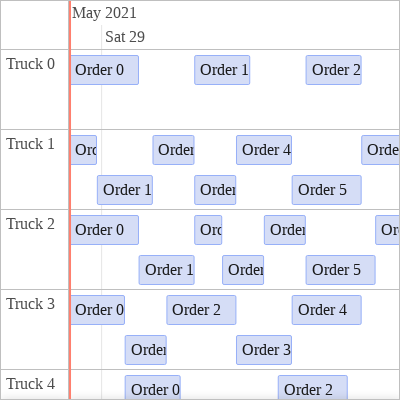 May 2021
Sat 29
Truck 0
Order 0
Order 1
Order 2
Truck 1
Ord
Order
Order 4
Orde
Order 1
Order
Order 5
Truck 2
Order 0
Ord
Order
Or
Order 1
Order
Order 5
Truck 3
Order 0
Order 2
Order 4
Order
Order 3
Truck 4
Order 0
Order 2